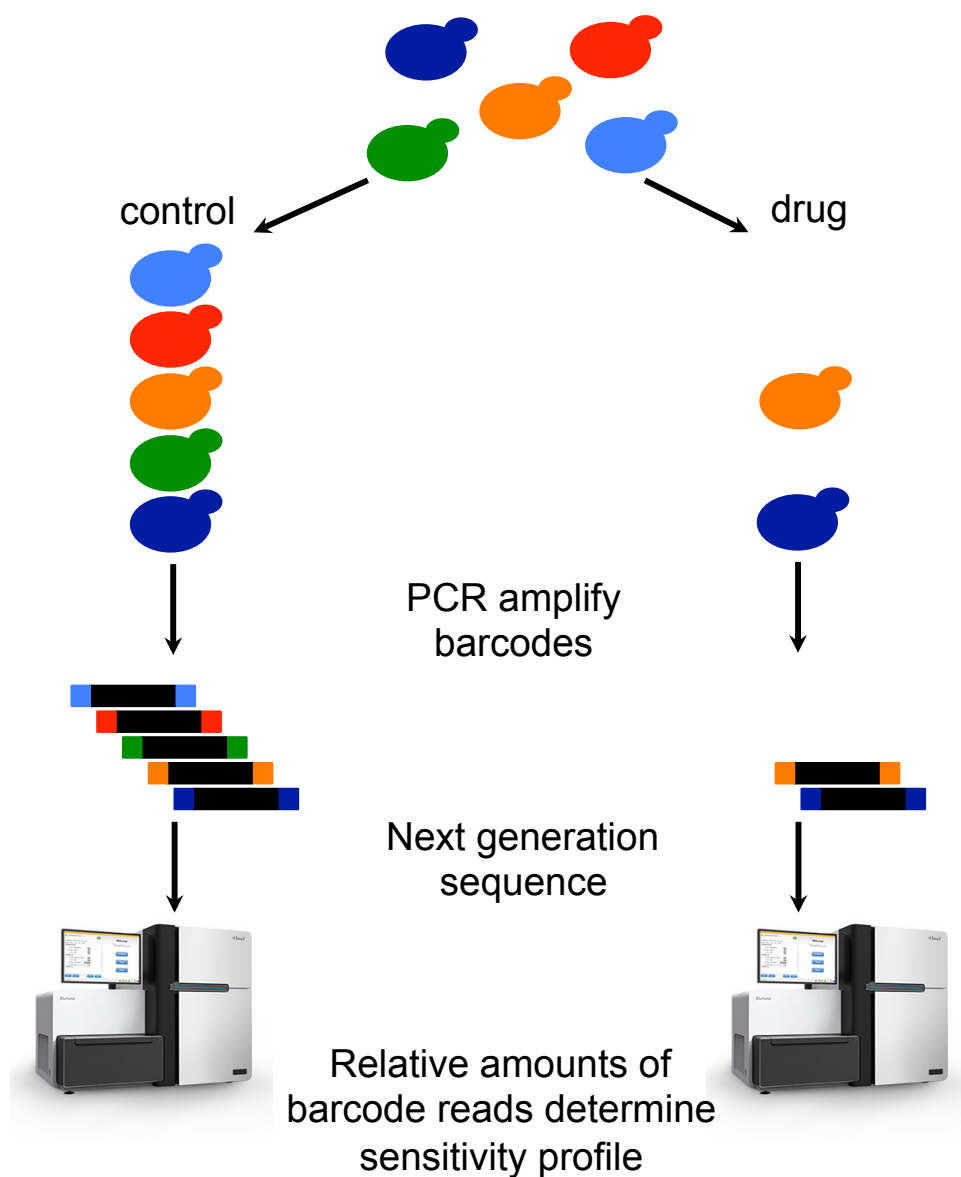 control
drug
PCR amplify
barcodes
Next generation
sequence
Relative amounts of
barcode reads determine
sensitivity profile